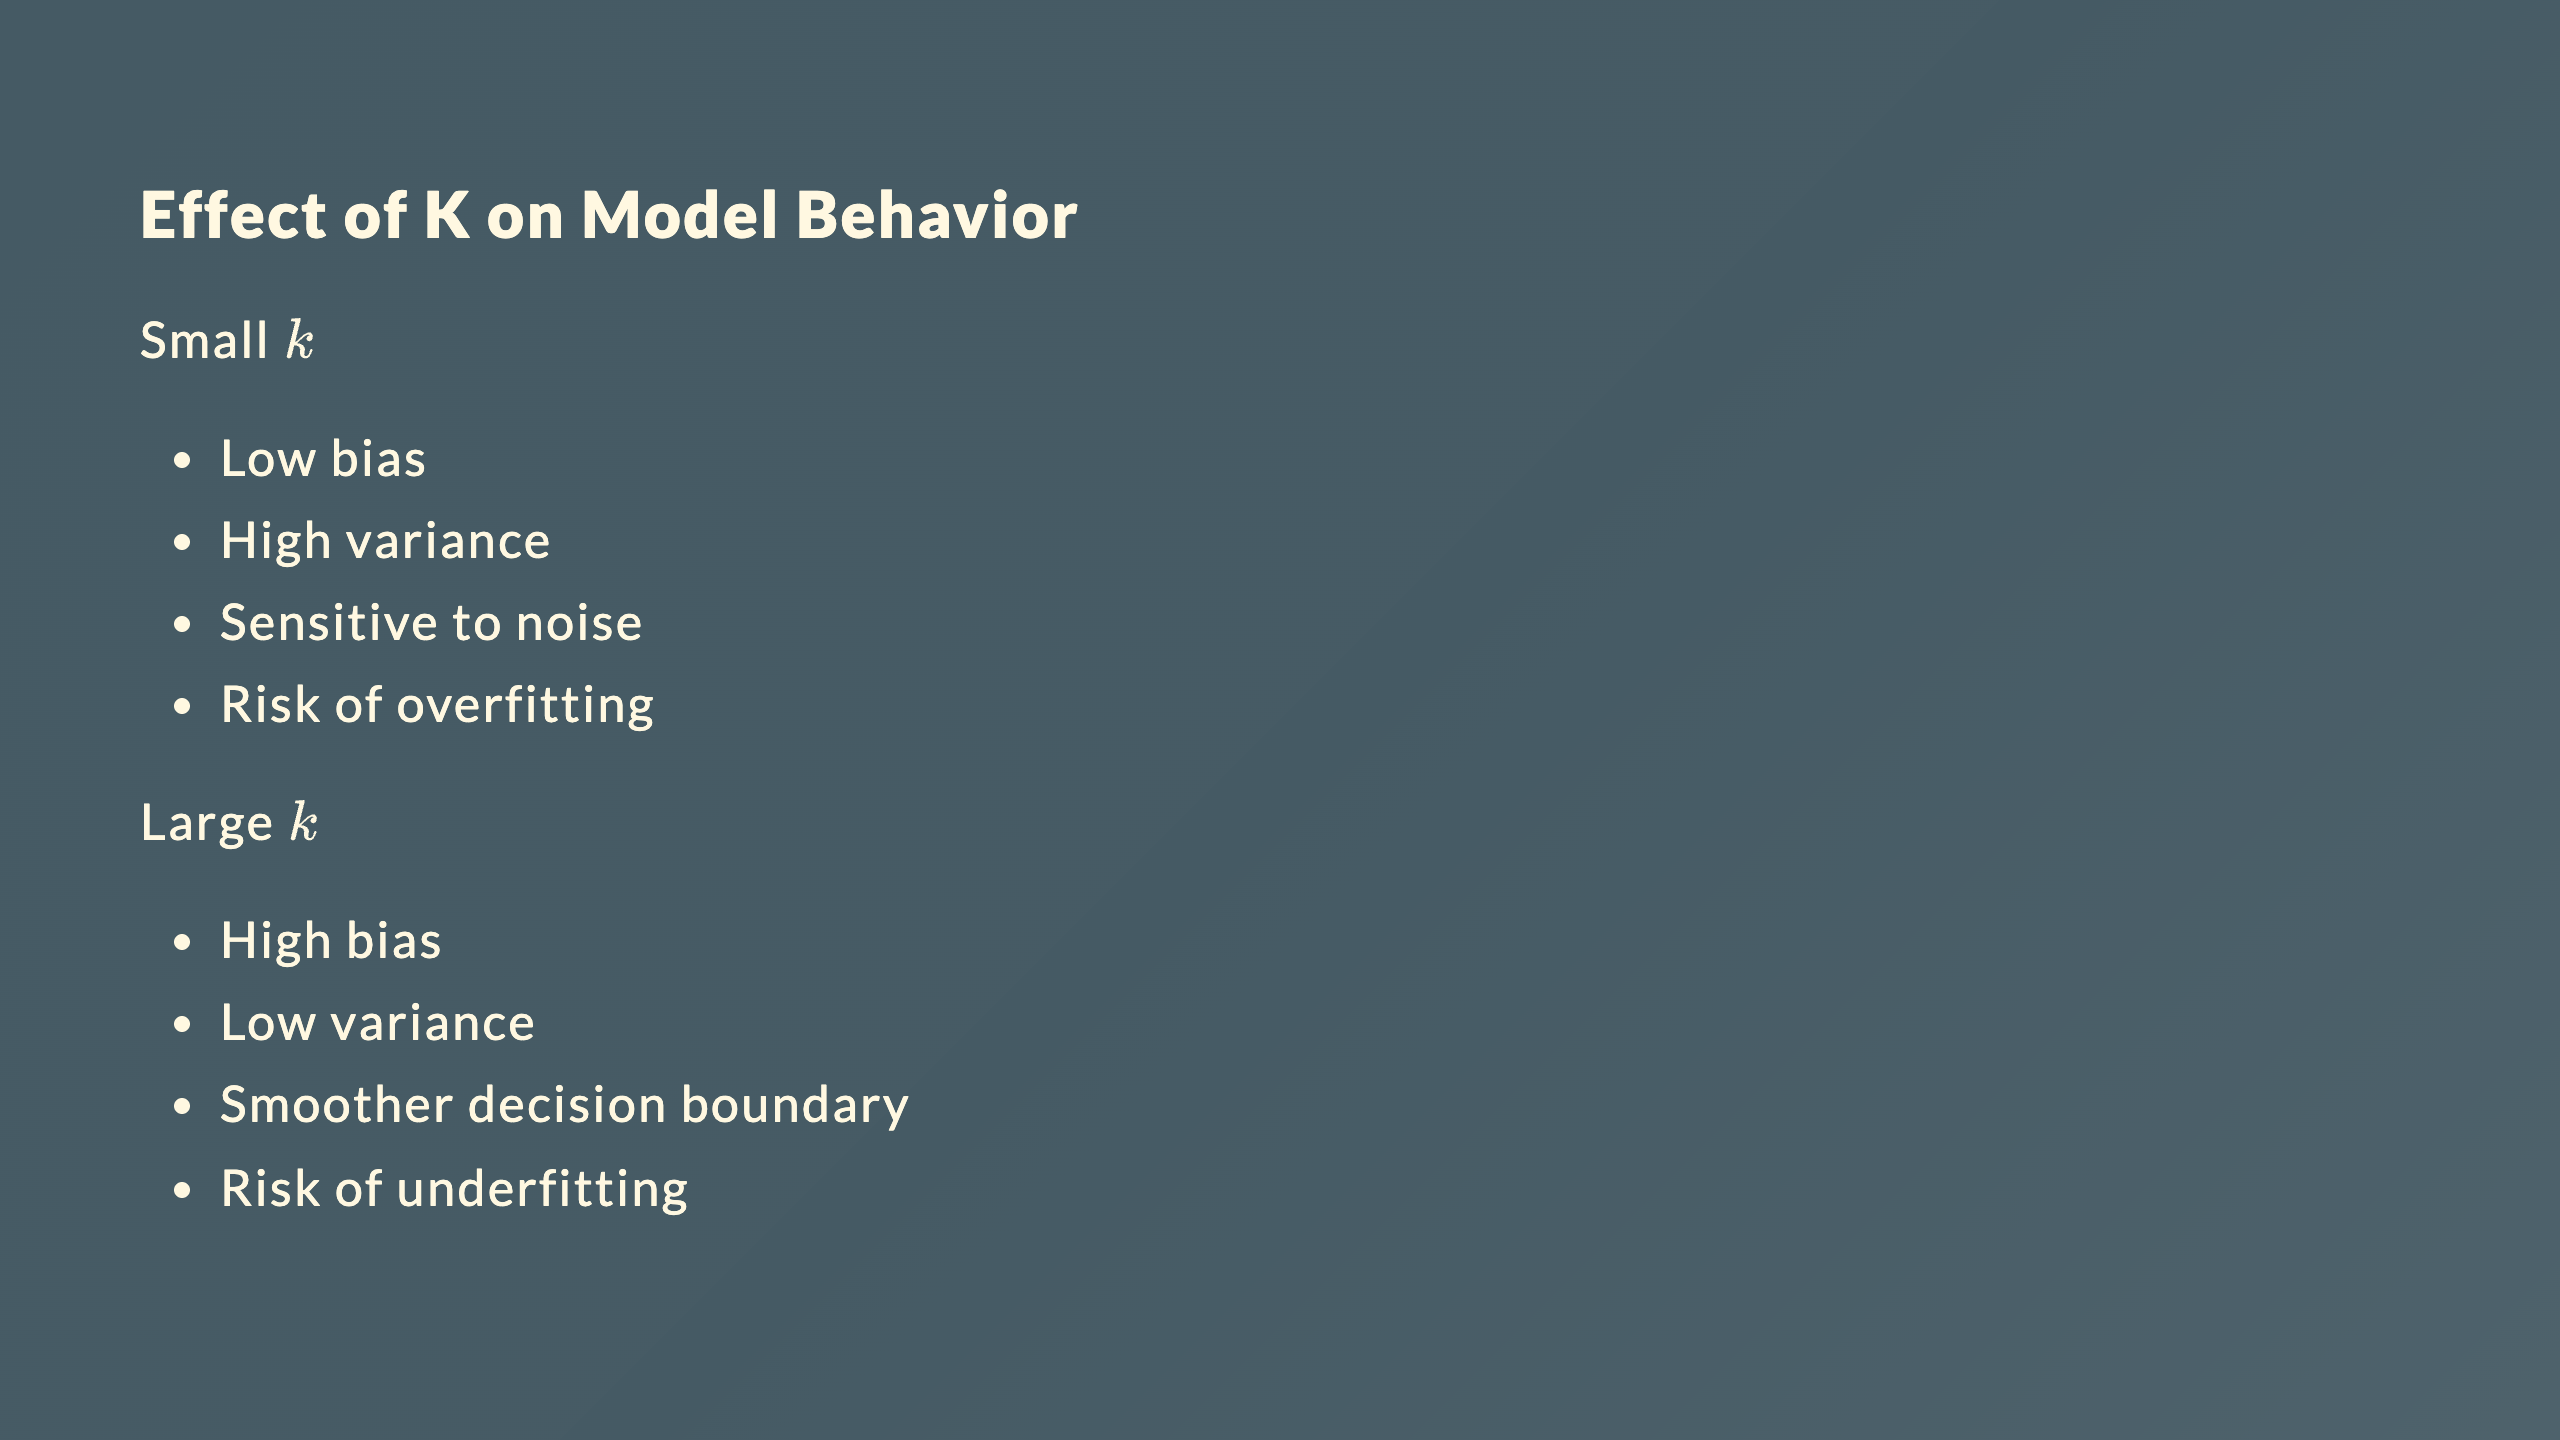 Effect of K on Model Behavior
Small k
• Low bias
• High variance
• Sensitive to noise
• Risk of overfitting
Large k
• High bias
• Low variance
• Smoother decision boundary
• Risk of underfitting